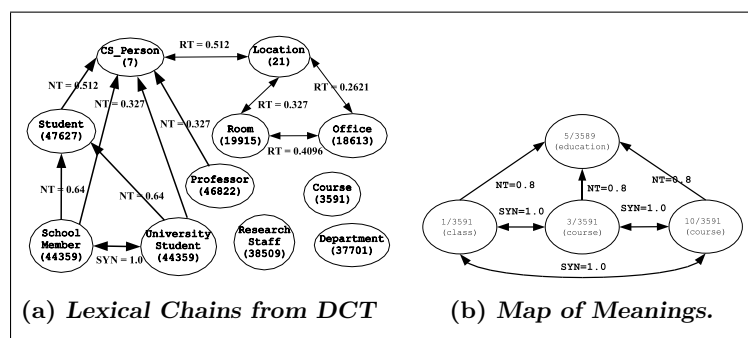 CS_Person
(7)
RT = 0.512
Location
(21)
NT = 0.512
NT = 0.327
RT = 0.327
RT = 0.2621
Student
(47627)
NT = 0.327
Room
(19915)
Office
(18613)
RT = 0.4096
Professor
(46822)
NT = 0.64
NT = 0.64
Course
(3591)
School
Member
(44359)
SYN = 1.0
University
Student
(44359)
Research
Staff
(38509)
Department
(37701)
(a) Lexical Chains from DCT
5/3589
(education)
NT=0.8
NT=0.8
NT=0.8
1/3591
(class)
SYN=1.0
3/3591
(course)
SYN=1.0
10/3591
(course)
SYN=1.0
(b) Map of Meanings.